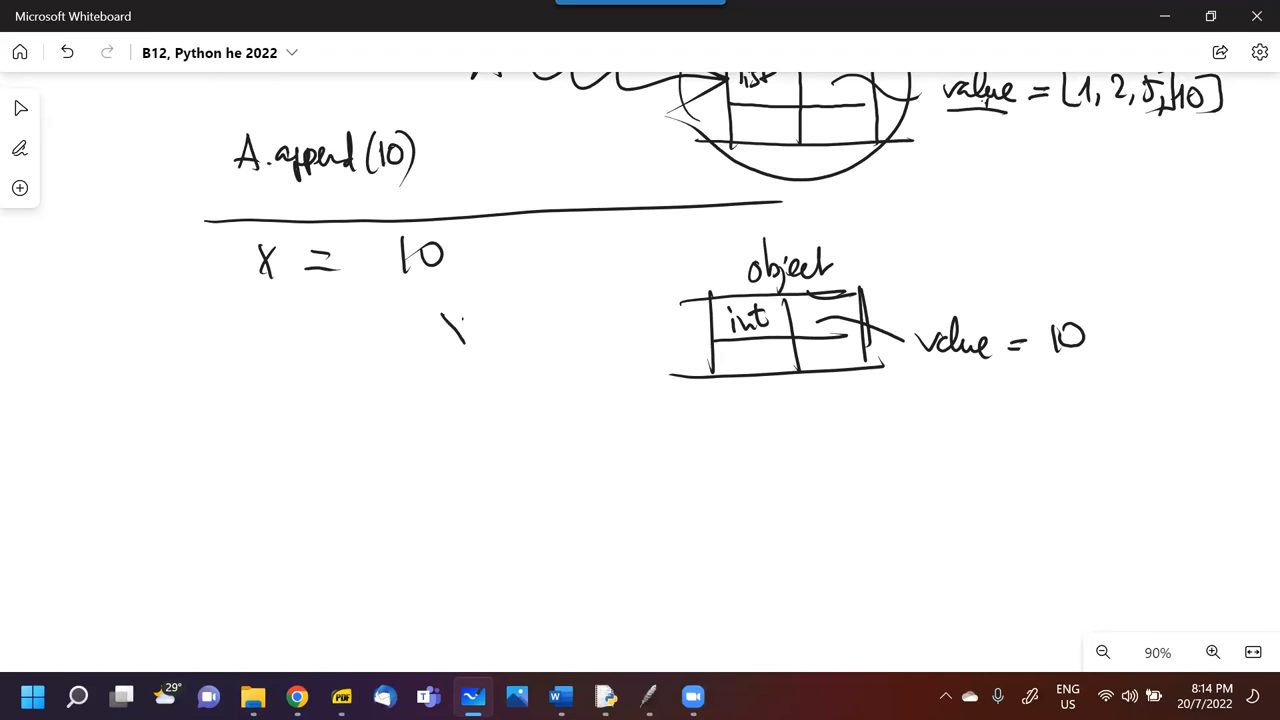 Microsoft Whiteboard
B12, Python he 2022
list
value = [1, 2, 5, 10]
A.append(10)
x = 10
object
int
value = 10
90%
29°
ENG
US
8:14 PM
20/7/2022